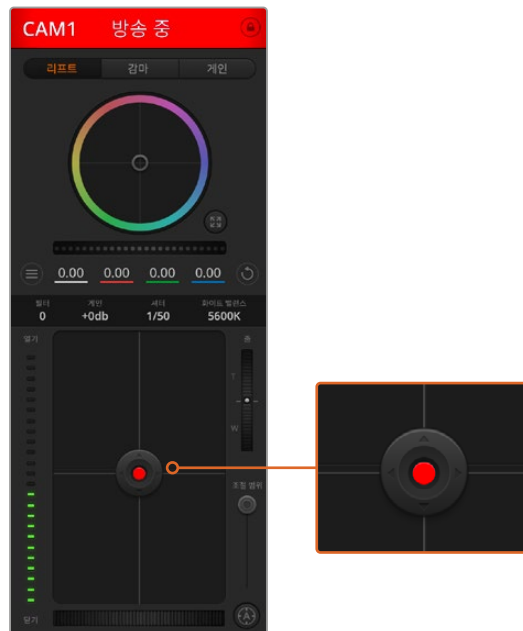 CAM1 방송 중
리프트 감마 게인
0.00 0.00 0.00 0.00
필터 게인 셔터 화이트 밸런스
0 +0db 1/50 5600K
열기 줌
T
W
조정 범위
닫기 A